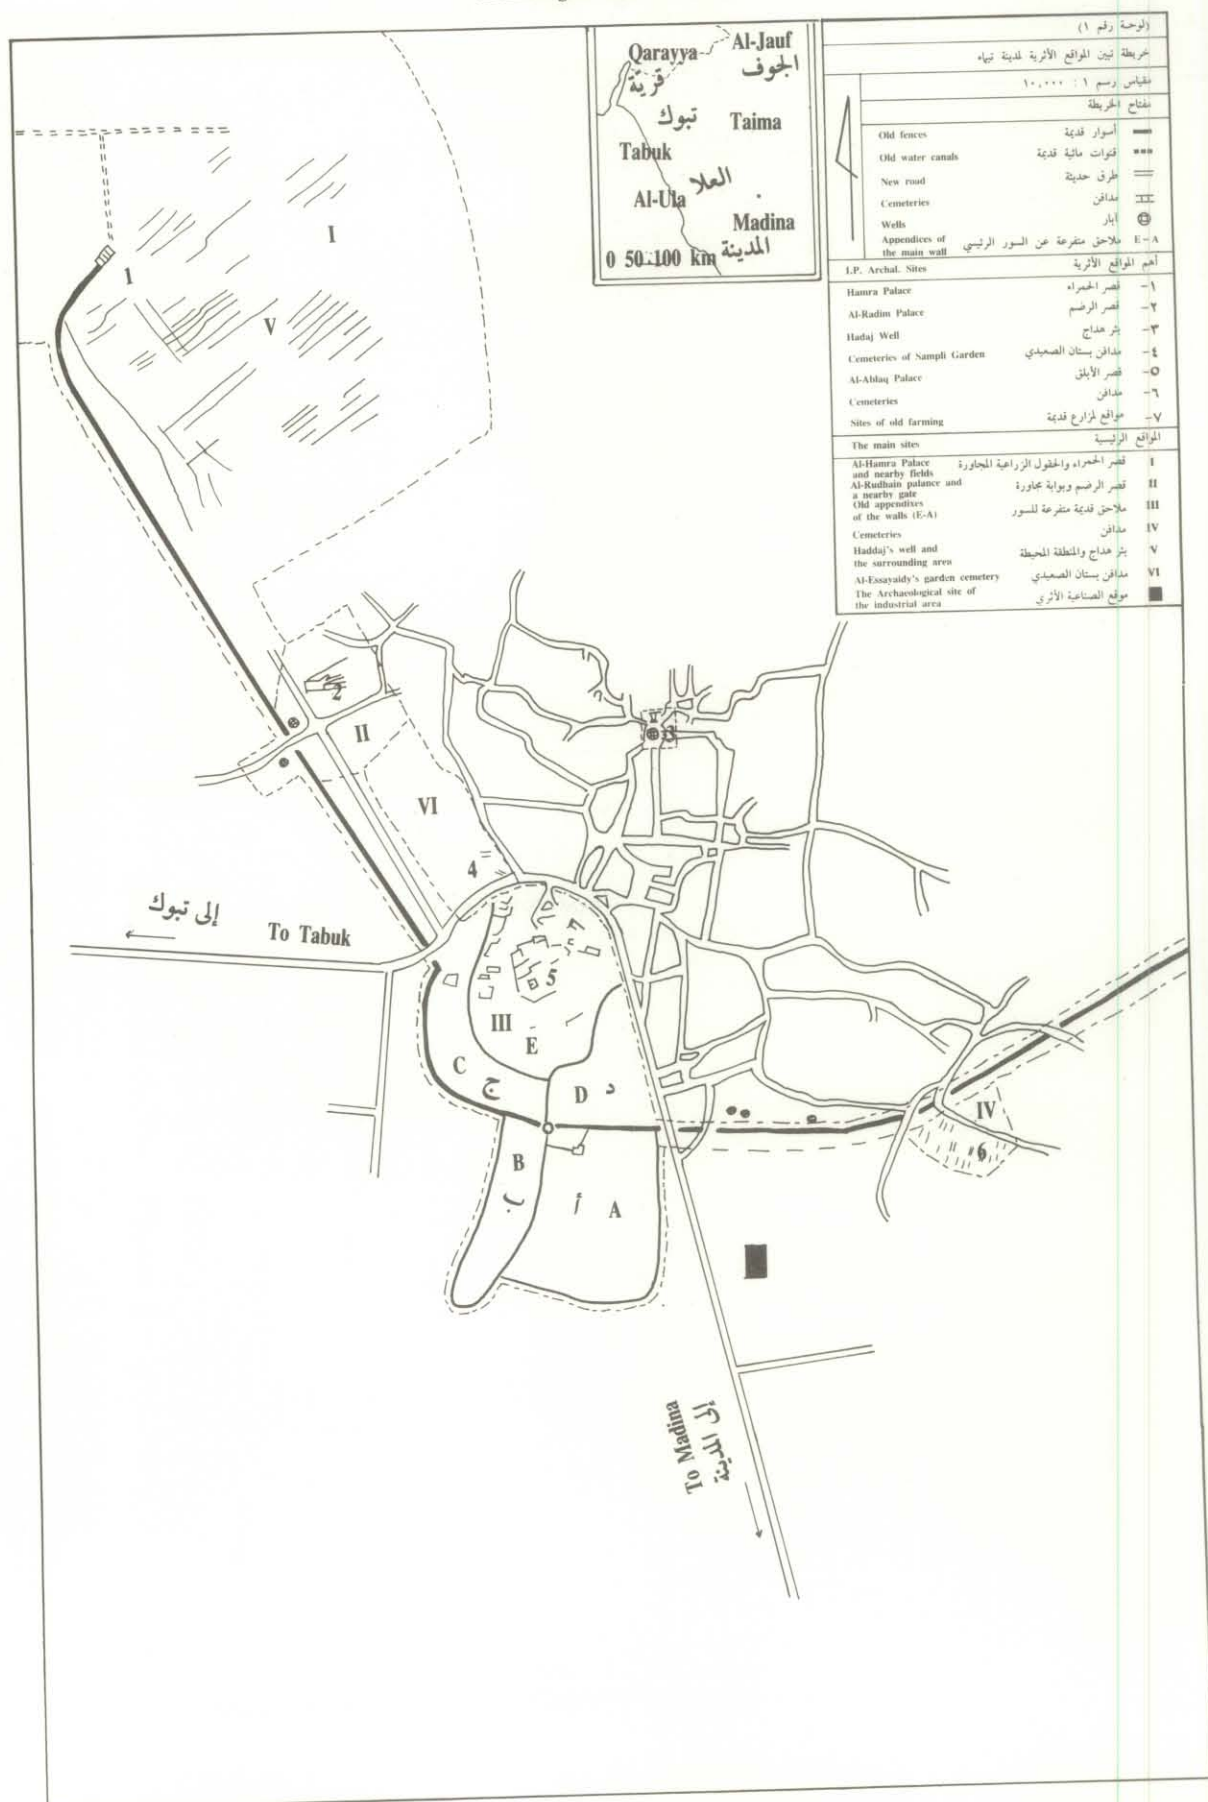 Qarayya
Al-Jauf
قرية
الجوف
تبوك
Taima
Tabuk
العلا
Al-Ula
Madina
المدينة
0 50 100 km
(لوحة رقم ١)
خريطة تبين المواقع الأثرية لمدينة تيماء
مقياس رسم ١ : ١٠,٠٠٠
مفتاح الخريطة
Old fences أسوار قديمة
Old water canals قنوات مائية قديمة
New road طرق حديثة
Cemeteries مدافن
Wells آبار
Appendices of
the main wall ملاحق متفرعة عن السور الرئيسي E-A
I.P. Archal. Sites أهم المواقع الأثرية
Hamra Palace قصر الحمراء ١-
Al-Radim Palace قصر الرضم ٢-
Hadaj Well بئر هداج ٣-
Cemeteries of Sampli Garden مدافن بستان الصعيدي ٤-
Al-Ablaq Palace قصر الأبلق ٥-
Cemeteries مدافن ٦-
Sites of old farming مواقع لمزارع قديمة ٧-
The main sites المواقع الرئيسية
Al-Hamra Palace
and nearby fields قصر الحمراء والحقول الزراعية المجاورة I
Al-Rudhain palance and
a nearby gate قصر الرضم وبوابة مجاورة II
Old appendixes
of the walls (E-A) ملاحق قديمة متفرعة للسور III
Cemeteries مدافن IV
Haddaj's well and
the surrounding area بئر هداج والمنطقة المحيطة V
Al-Essayaidy's garden cemetery مدافن بستان الصعيدي VI
The Archaeological site of
the industrial area موقع الصناعية الأثري
I
1
V
2
II
V
3
VI
4
إلى تبوك
To Tabuk
5
III
E
C
ج
D
د
IV
6
B
ب
أ
A
To Madina
إلى المدينة